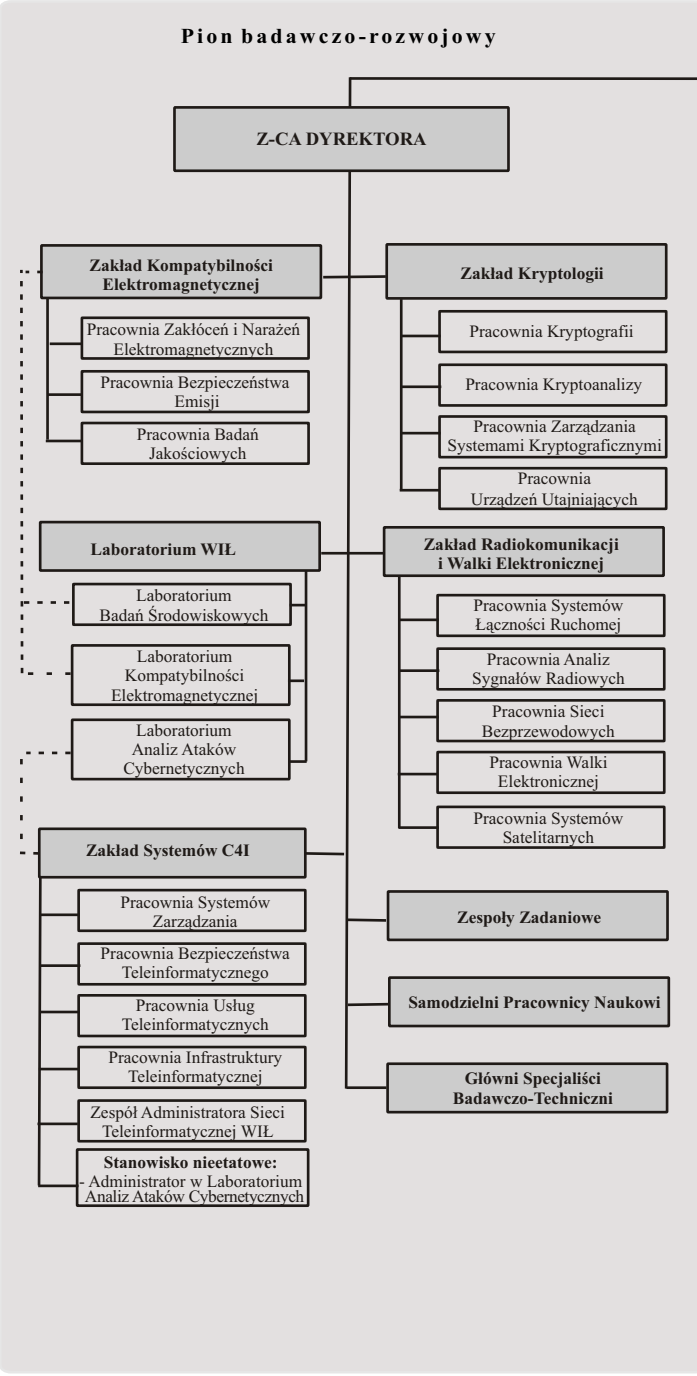 Pion badawczo-rozwojowy
Z-CA DYREKTORA
Zakład Kompatybilności
Elektromagnetycznej
Pracownia Zakłóceń i Narażeń
Elektromagnetycznych
Pracownia Bezpieczeństwa
Emisji
Pracownia Badań
Jakościowych
Zakład Kryptologii
Pracownia Kryptografii
Pracownia Kryptoanalizy
Pracownia Zarządzania
Systemami Kryptograficznymi
Pracownia
Urządzeń Utajniających
Laboratorium WIŁ
Laboratorium
Badań Środowiskowych
Laboratorium
Kompatybilności
Elektromagnetycznej
Laboratorium
Analiz Ataków
Cybernetycznych
Zakład Radiokomunikacji
i Walki Elektronicznej
Pracownia Systemów
Łączności Ruchomej
Pracownia Analiz
Sygnałów Radiowych
Pracownia Sieci
Bezprzewodowych
Pracownia Walki
Elektronicznej
Pracownia Systemów
Satelitarnych
Zakład Systemów C4I
Pracownia Systemów
Zarządzania
Pracownia Bezpieczeństwa
Teleinformatycznego
Pracownia Usług
Teleinformatycznych
Pracownia Infrastruktury
Teleinformatycznej
Zespół Administratora Sieci
Teleinformatycznej WIŁ
Stanowisko nieetatowe:
- Administrator w Laboratorium
Analiz Ataków Cybernetycznych
Zespoły Zadaniowe
Samodzielni Pracownicy Naukowi
Główni Specjaliści
Badawczo-Techniczni